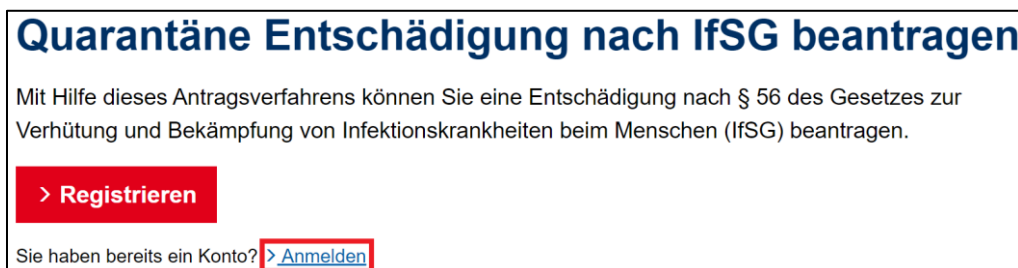 Quarantäne Entschädigung nach IfSG beantragen
Mit Hilfe dieses Antragsverfahrens können Sie eine Entschädigung nach § 56 des Gesetzes zur
Verhütung und Bekämpfung von Infektionskrankheiten beim Menschen (IfSG) beantragen.
> Registrieren
Sie haben bereits ein Konto? > Anmelden